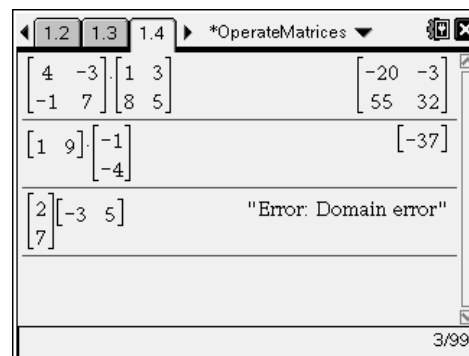 1.2 1.3 1.4 *OperateMatrices
[4 -3] [1 3] [-20 -3]
[-1 7]·[8 5] [55 32]
[1 9]·[-1] [-37]
[-4]
[2][-3 5] "Error: Domain error"
[7]
3/99